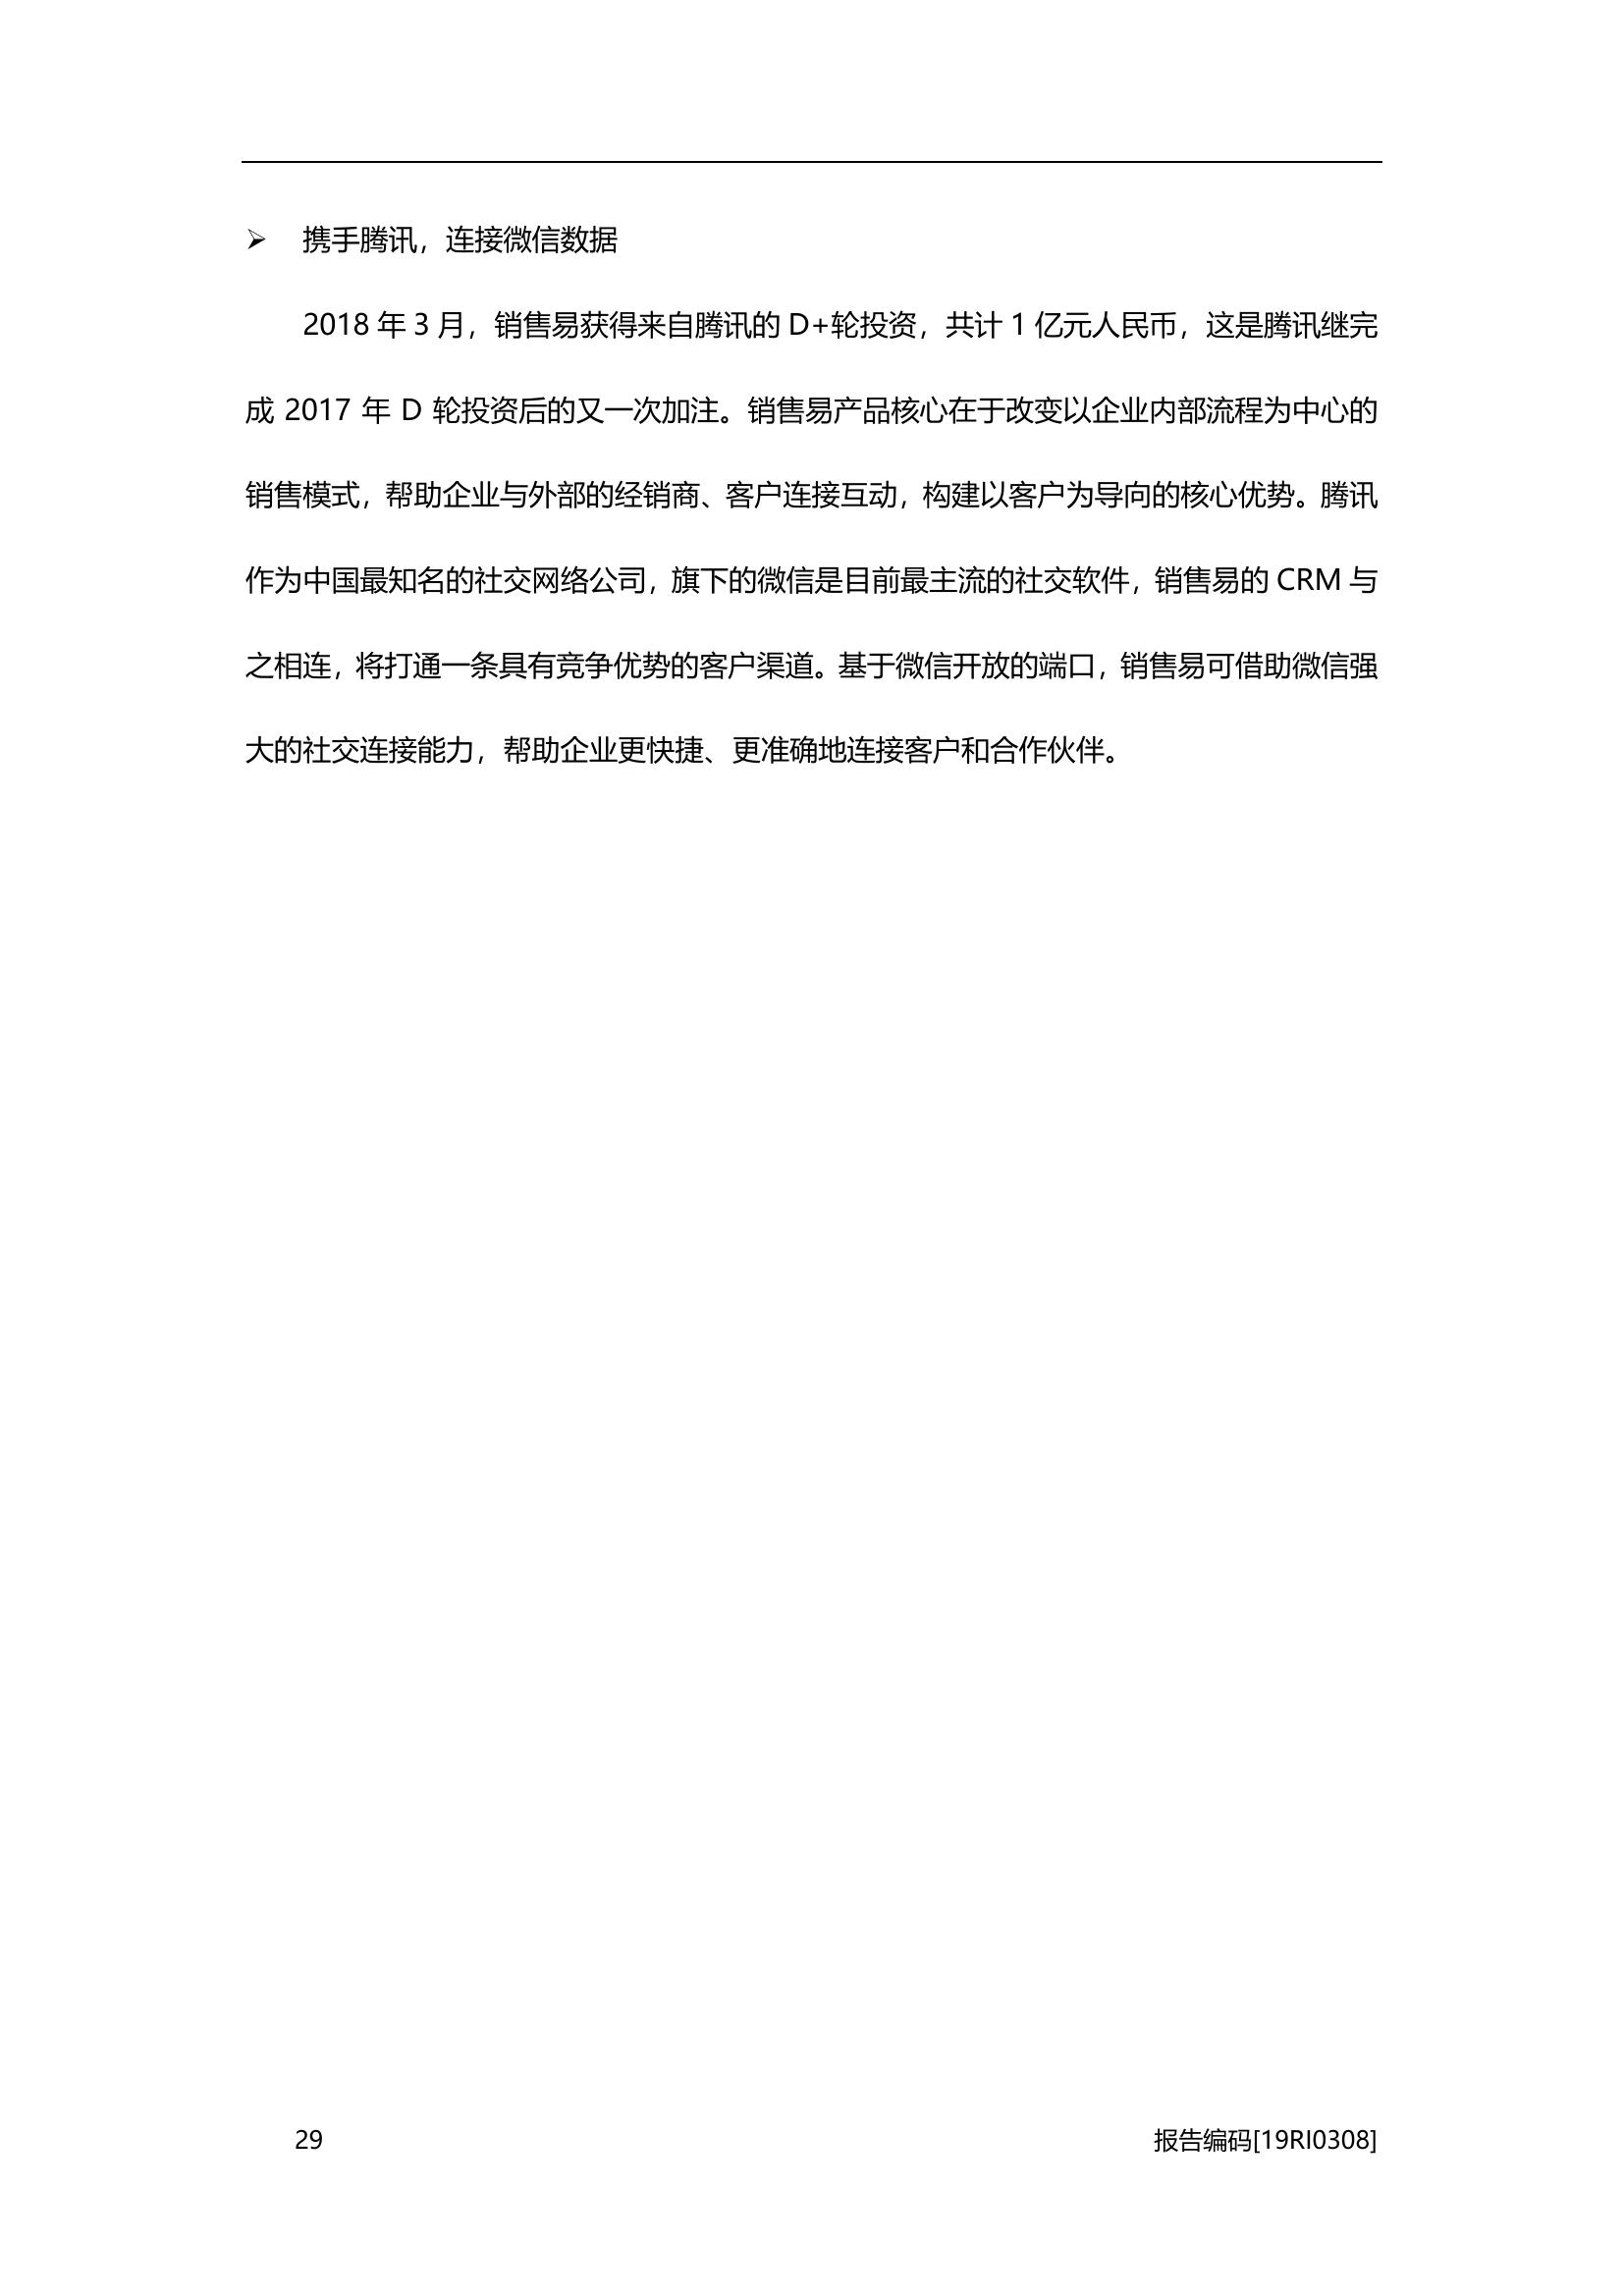 ➢ 携手腾讯，连接微信数据
2018 年 3 月，销售易获得来自腾讯的 D+轮投资，共计 1 亿元人民币，这是腾讯继完
成 2017 年 D 轮投资后的又一次加注。销售易产品核心在于改变以企业内部流程为中心的
销售模式，帮助企业与外部的经销商、客户连接互动，构建以客户为导向的核心优势。腾讯
作为中国最知名的社交网络公司，旗下的微信是目前最主流的社交软件，销售易的 CRM 与
之相连，将打通一条具有竞争优势的客户渠道。基于微信开放的端口，销售易可借助微信强
大的社交连接能力，帮助企业更快捷、更准确地连接客户和合作伙伴。
29 报告编码[19RI0308]